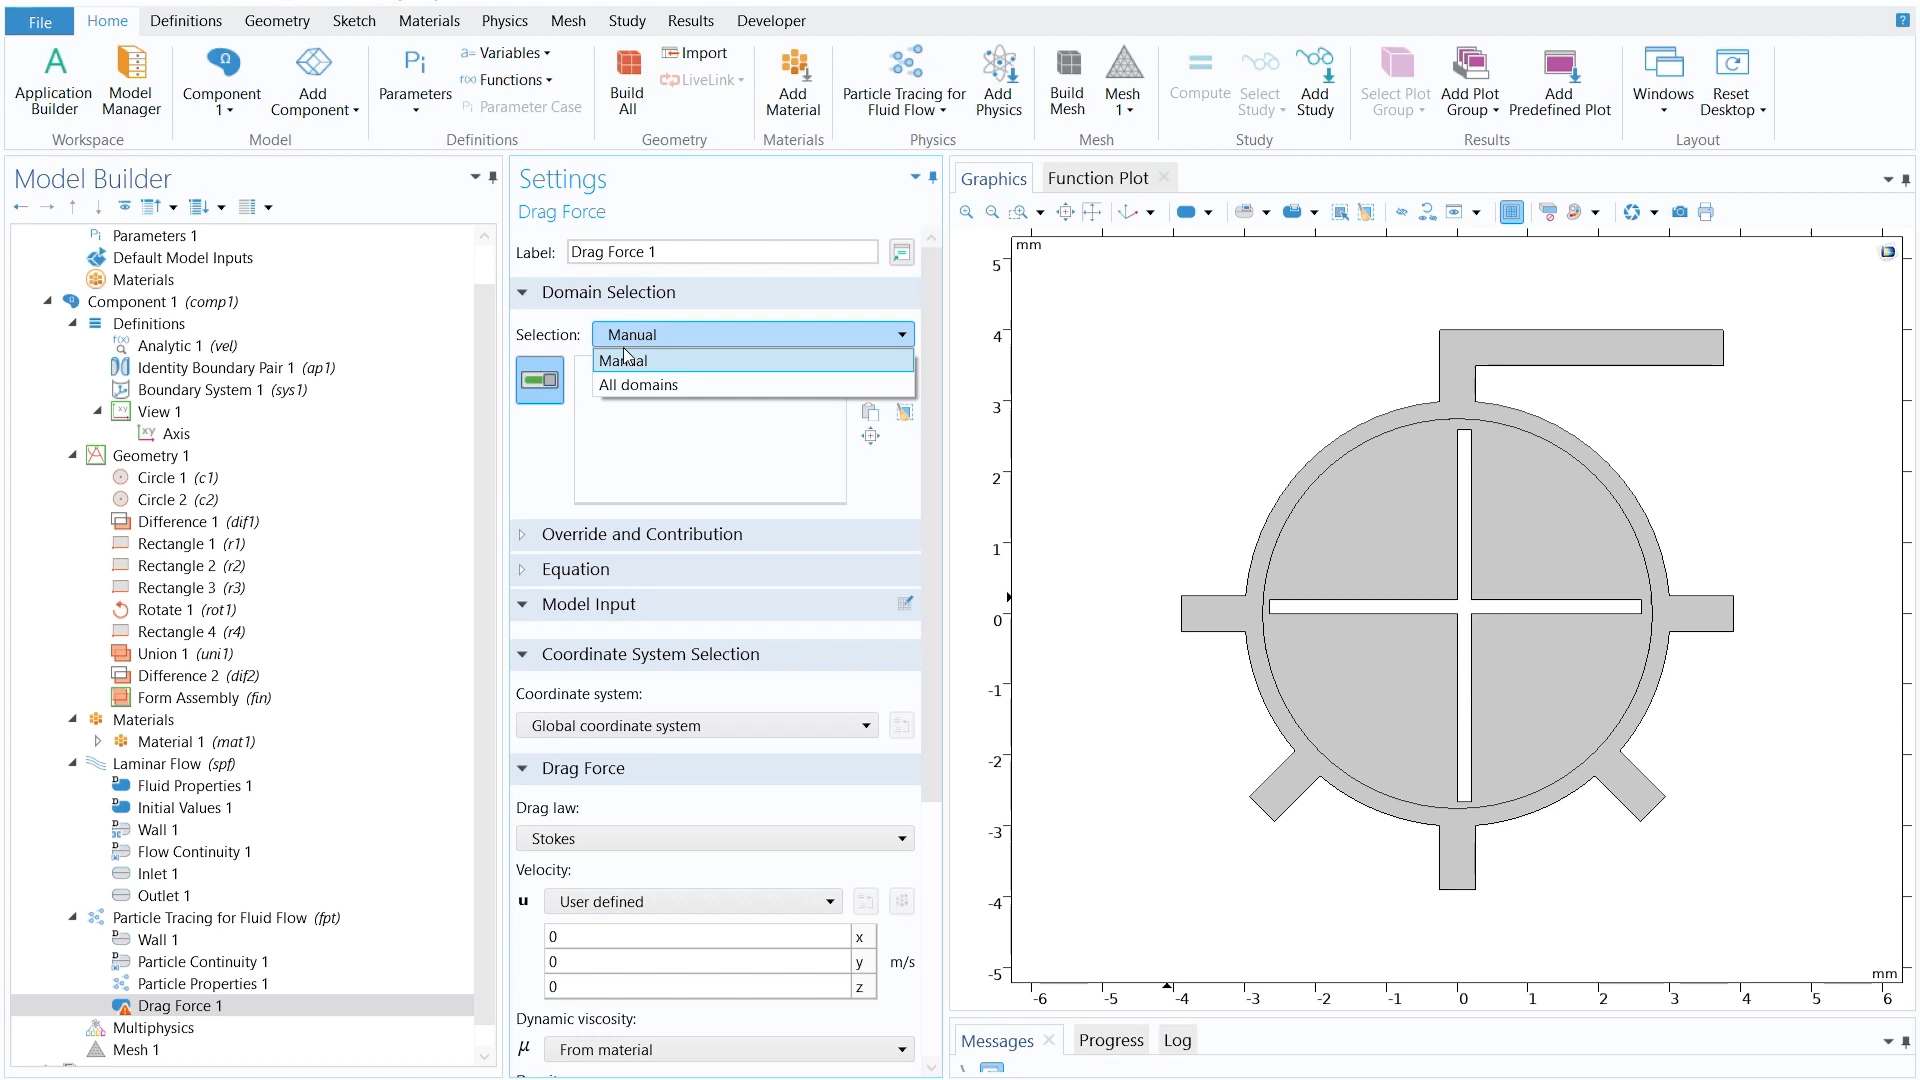 File Home Definitions Geometry Sketch Materials Physics Mesh Study Results Developer ?
Application Builder
Model Manager
Workspace
Component 1
Add Component
Model
Pi
Parameters
a= Variables
f(x) Functions
Pi Parameter Case
Definitions
Build All
Import
LiveLink
Geometry
Add Material
Materials
Particle Tracing for Fluid Flow
Add Physics
Physics
Build Mesh
Mesh 1
Mesh
Compute
Select Study
Add Study
Study
Select Plot Group
Add Plot Group
Add Predefined Plot
Results
Windows
Reset Desktop
Layout
Model Builder
Pi Parameters 1
Default Model Inputs
Materials
Component 1 (comp1)
Definitions
Analytic 1 (vel)
Identity Boundary Pair 1 (ap1)
Boundary System 1 (sys1)
View 1
Axis
Geometry 1
Circle 1 (c1)
Circle 2 (c2)
Difference 1 (dif1)
Rectangle 1 (r1)
Rectangle 2 (r2)
Rectangle 3 (r3)
Rotate 1 (rot1)
Rectangle 4 (r4)
Union 1 (uni1)
Difference 2 (dif2)
Form Assembly (fin)
Materials
Material 1 (mat1)
Laminar Flow (spf)
Fluid Properties 1
Initial Values 1
Wall 1
Flow Continuity 1
Inlet 1
Outlet 1
Particle Tracing for Fluid Flow (fpt)
Wall 1
Particle Continuity 1
Particle Properties 1
Drag Force 1
Multiphysics
Mesh 1
Settings
Drag Force
Label: Drag Force 1
Domain Selection
Selection: Manual
Manual
All domains
Override and Contribution
Equation
Model Input
Coordinate System Selection
Coordinate system:
Global coordinate system
Drag Force
Drag law:
Stokes
Velocity:
u User defined
0 x
0 y m/s
0 z
Dynamic viscosity:
μ From material
Graphics Function Plot
mm
5
4
3
2
1
0
-1
-2
-3
-4
-5
mm
-6 -5 -4 -3 -2 -1 0 1 2 3 4 5 6
Messages Progress Log